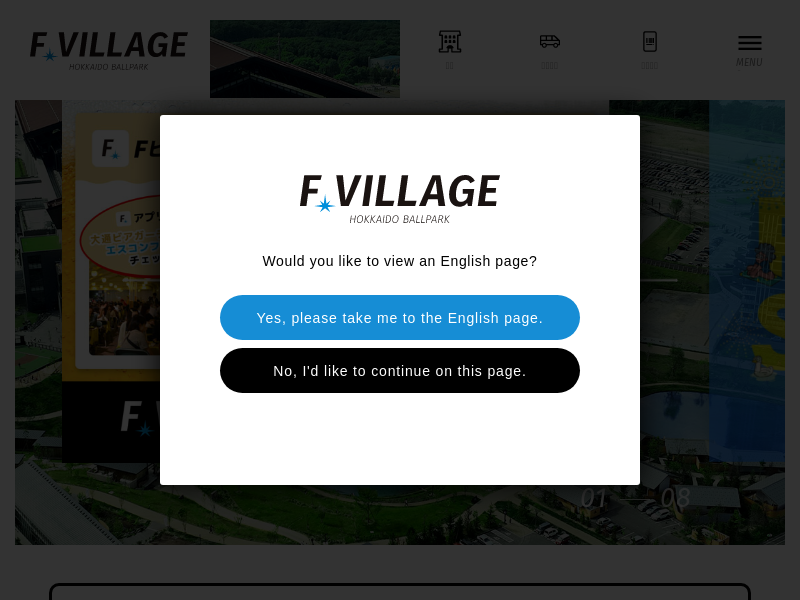 F VILLAGE
HOKKAIDO BALLPARK
MENU
F
F VILLAGE
HOKKAIDO BALLPARK
Would you like to view an English page?
Yes, please take me to the English page.
No, I'd like to continue on this page.
01 08